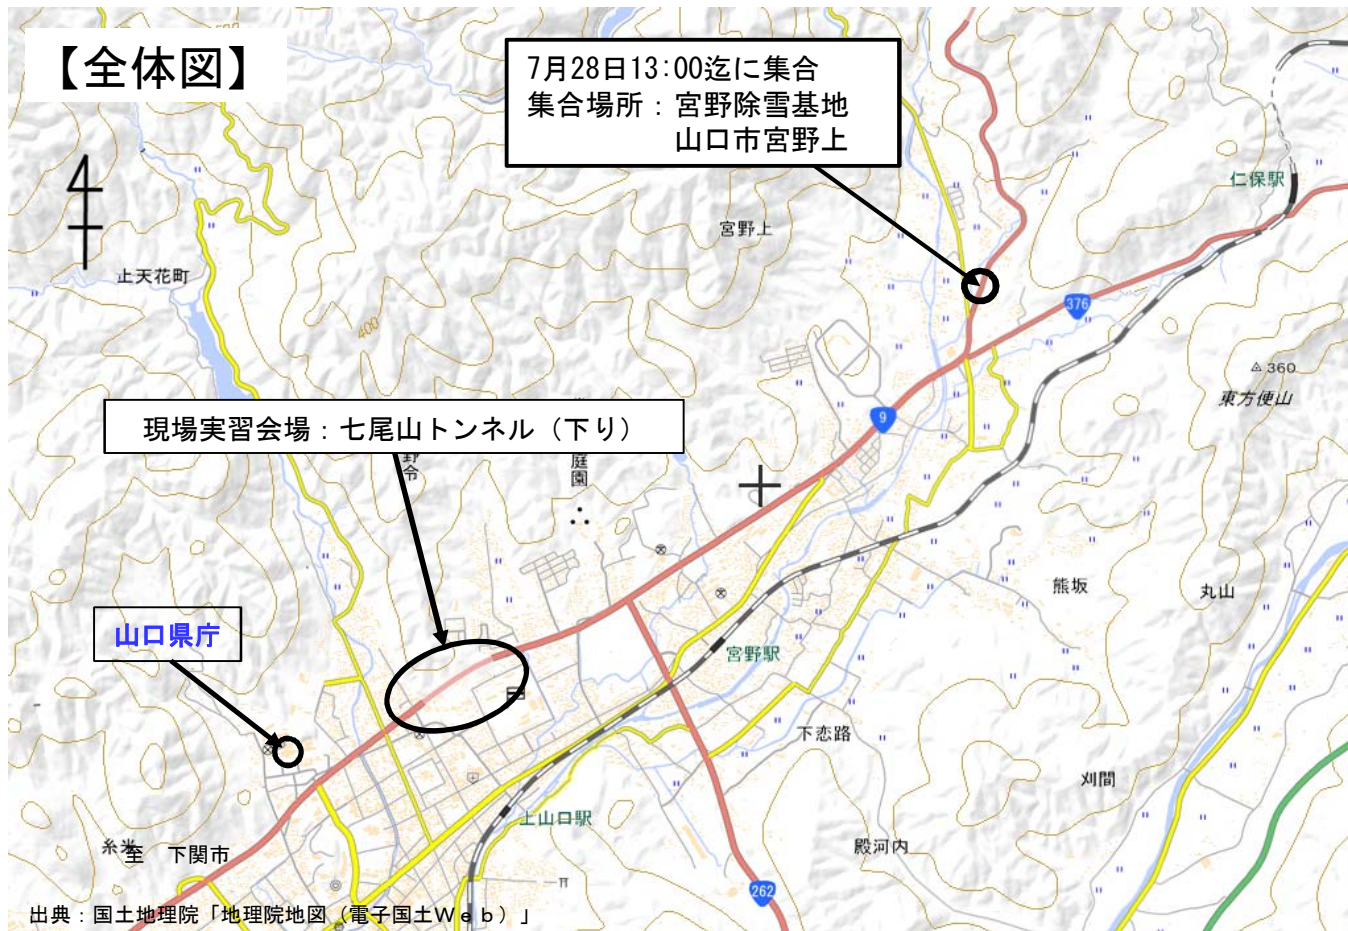 【全体図】
7月28日13:00迄に集合
集合場所：宮野除雪基地
山口市宮野上
仁保駅
宮野上
上天花町
376
400
360
東方便山
現場実習会場：七尾山トンネル（下り）
9
野令
庭園
熊坂
丸山
山口県庁
宮野駅
下恋路
刈間
上山口駅
殿河内
糸米
至　下関市
262
出典：国土地理院「地理院地図（電子国土Ｗｅｂ）」